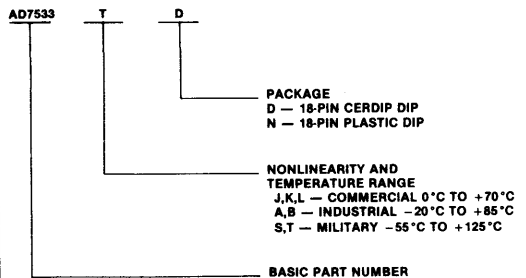 AD7533 T D
PACKAGE
D — 18-PIN CERDIP DIP
N — 18-PIN PLASTIC DIP
NONLINEARITY AND
TEMPERATURE RANGE
J,K,L — COMMERCIAL 0°C TO +70°C
A,B — INDUSTRIAL −20°C TO +85°C
S,T — MILITARY −55°C TO +125°C
BASIC PART NUMBER